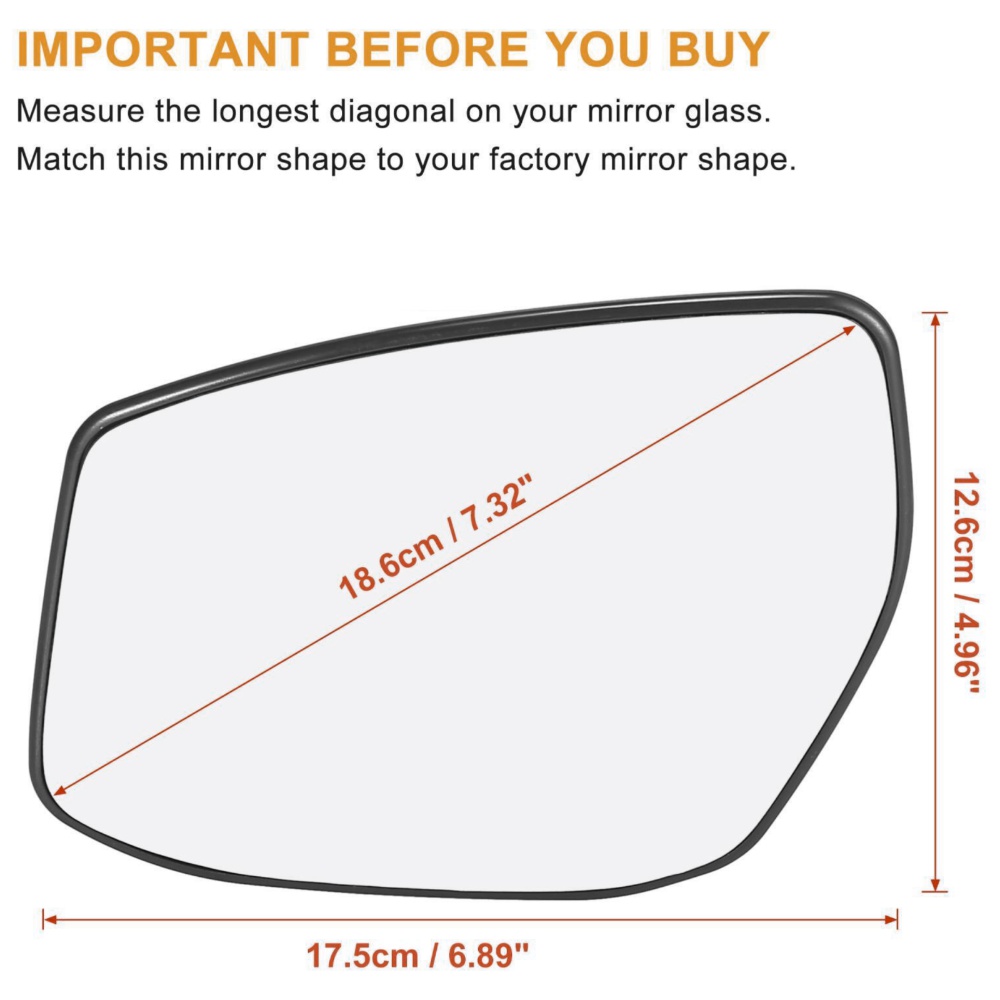 IMPORTANT BEFORE YOU BUY
Measure the longest diagonal on your mirror glass.
Match this mirror shape to your factory mirror shape.
18.6cm / 7.32"
12.6cm / 4.96"
17.5cm / 6.89"